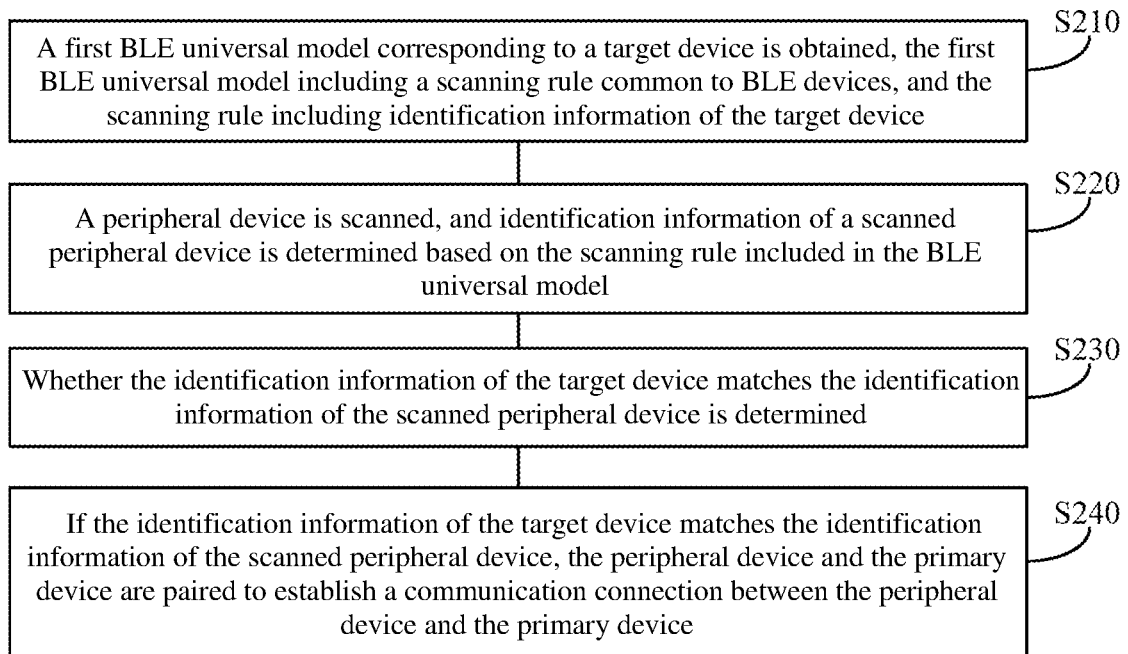 S210
A first BLE universal model corresponding to a target device is obtained, the first
BLE universal model including a scanning rule common to BLE devices, and the
scanning rule including identification information of the target device
S220
A peripheral device is scanned, and identification information of a scanned
peripheral device is determined based on the scanning rule included in the BLE
universal model
S230
Whether the identification information of the target device matches the identification
information of the scanned peripheral device is determined
S240
If the identification information of the target device matches the identification
information of the scanned peripheral device, the peripheral device and the primary
device are paired to establish a communication connection between the peripheral
device and the primary device